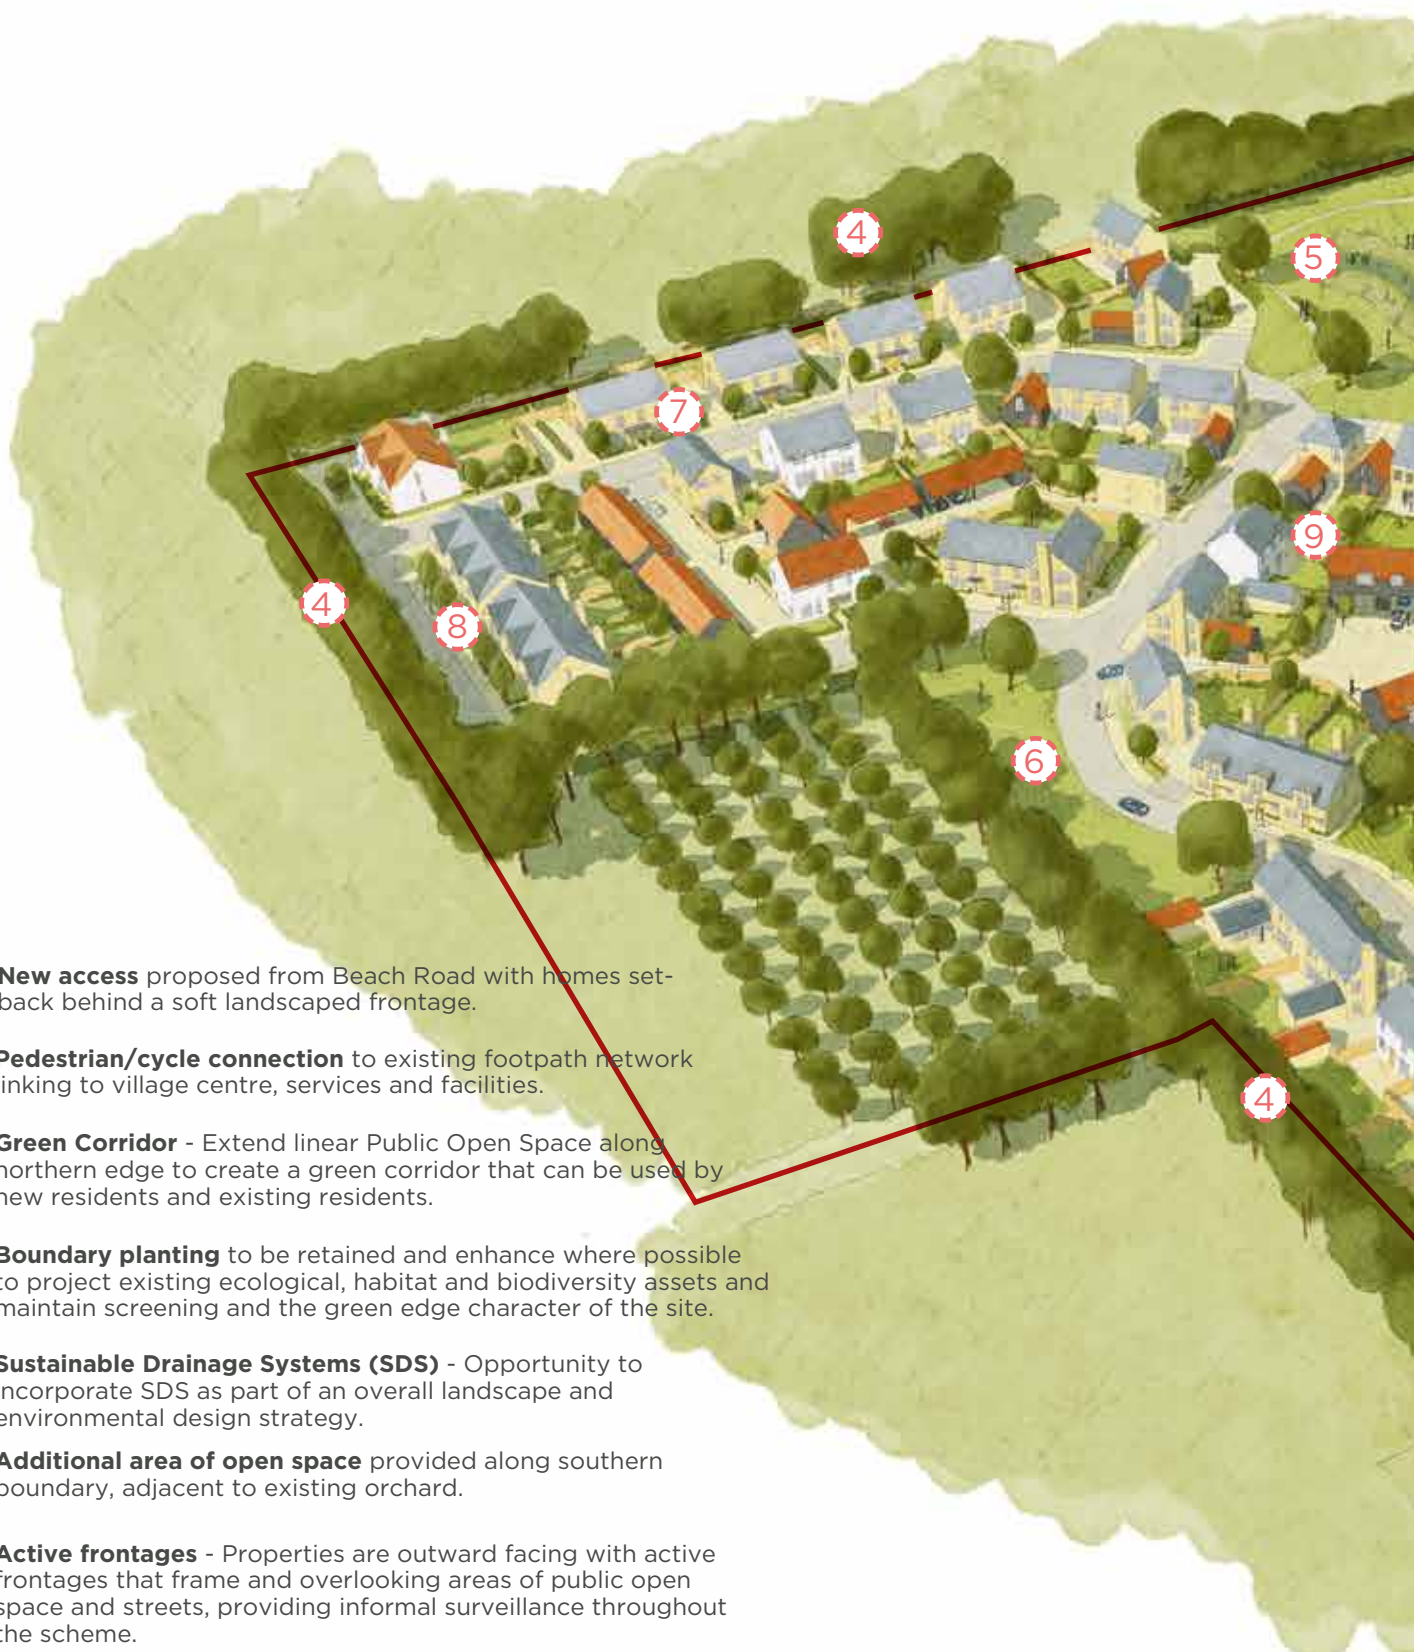 4
5
7
9
4
8
6
4
New access proposed from Beach Road with homes set-
back behind a soft landscaped frontage.
Pedestrian/cycle connection to existing footpath network
linking to village centre, services and facilities.
Green Corridor - Extend linear Public Open Space along
northern edge to create a green corridor that can be used by
new residents and existing residents.
Boundary planting to be retained and enhance where possible
to project existing ecological, habitat and biodiversity assets and
maintain screening and the green edge character of the site.
Sustainable Drainage Systems (SDS) - Opportunity to
incorporate SDS as part of an overall landscape and
environmental design strategy.
Additional area of open space provided along southern
boundary, adjacent to existing orchard.
Active frontages - Properties are outward facing with active
frontages that frame and overlooking areas of public open
space and streets, providing informal surveillance throughout
the scheme.